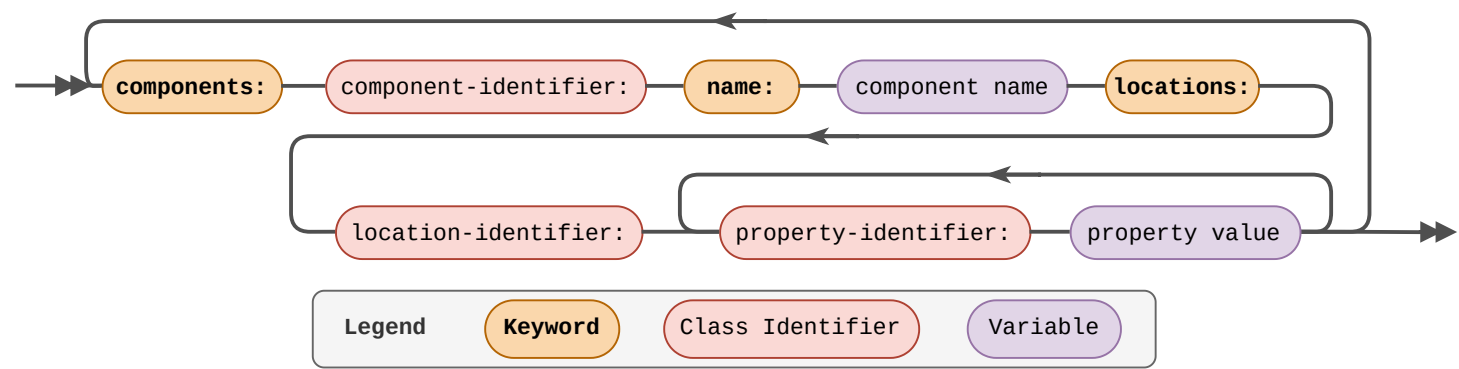 components: component-identifier: name: component name locations:
location-identifier: property-identifier: property value
Legend Keyword Class Identifier Variable